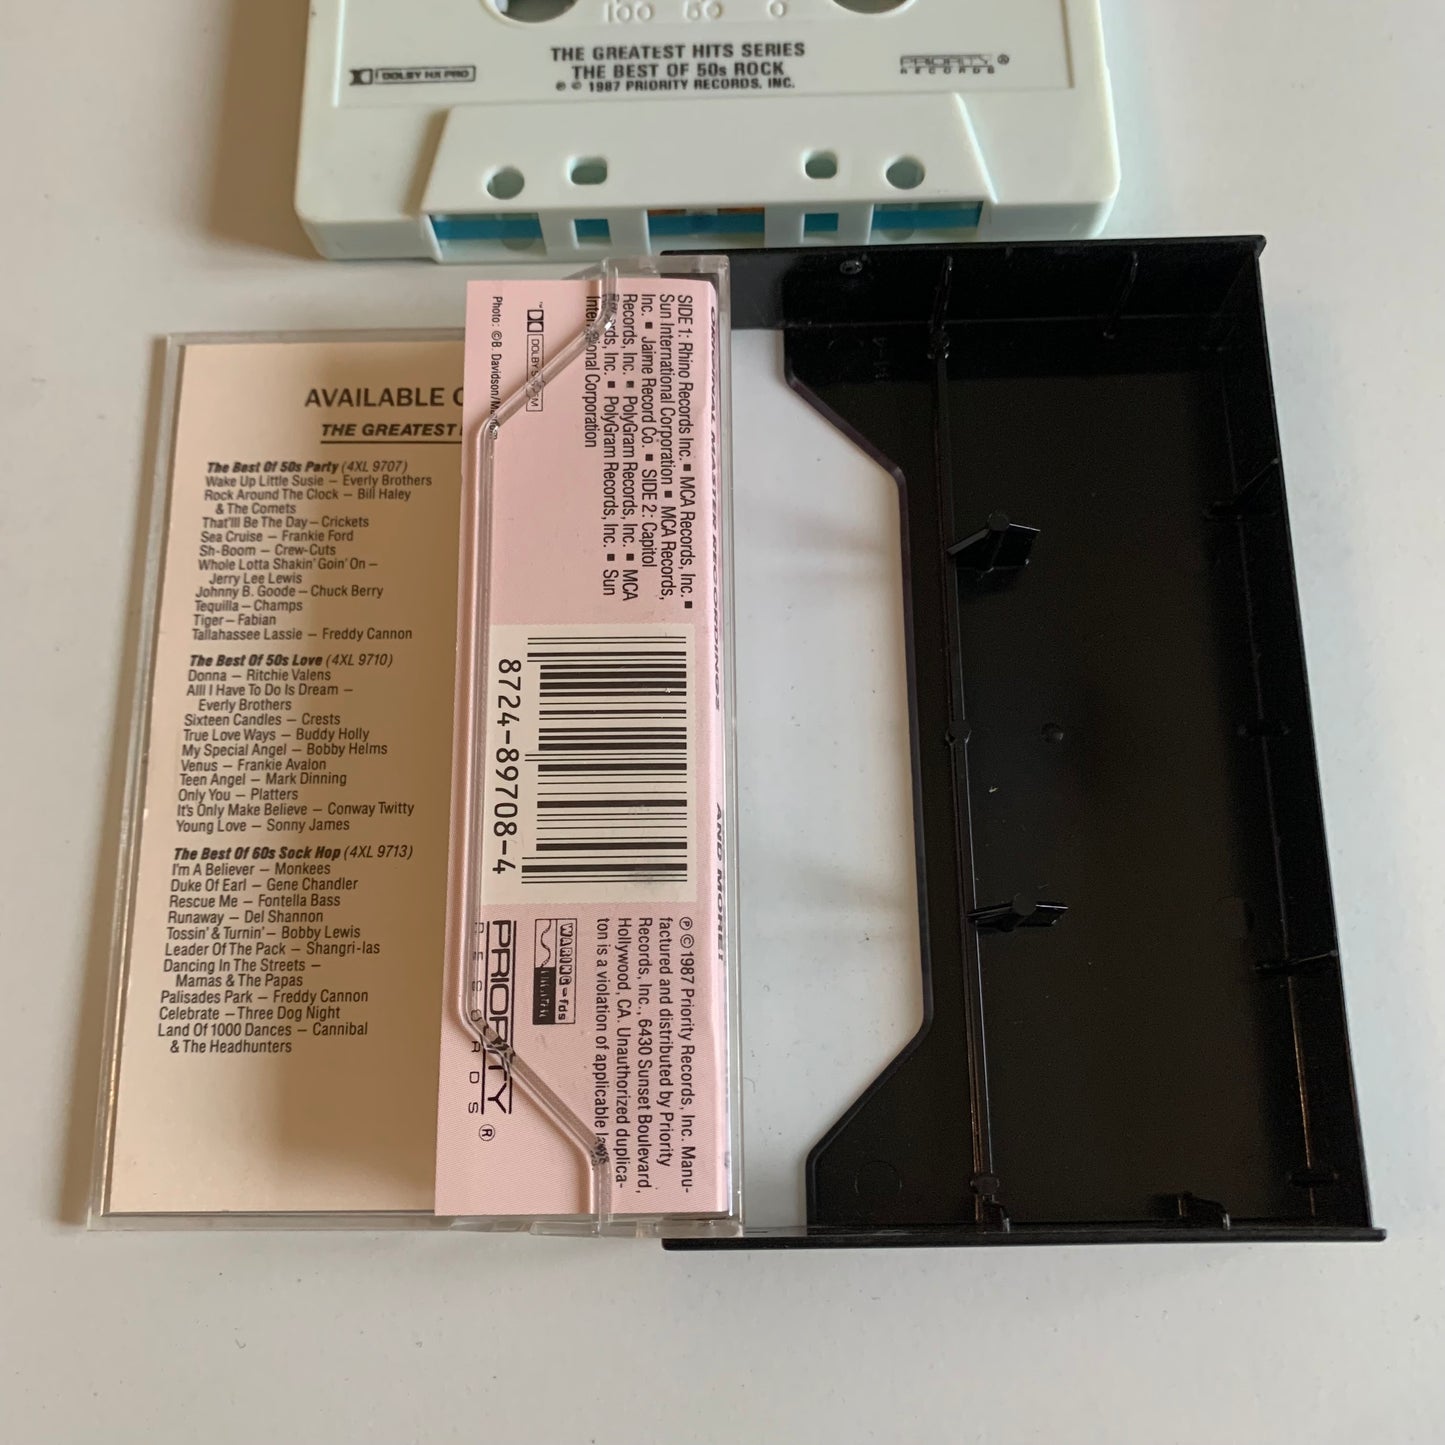 100 50 0
THE GREATEST HITS SERIES
THE BEST OF 50s ROCK
℗ © 1987 PRIORITY RECORDS, INC.
DOLBY HX PRO
PRIORITY
RECORDS ®
AVAILABLE
THE GREATEST
The Best Of 50s Party (4XL 9707)
Wake Up Little Susie — Everly Brothers
Rock Around The Clock — Bill Haley
& The Comets
That'lll Be The Day — Crickets
Sea Cruise — Frankie Ford
Sh-Boom — Crew-Cuts
Whole Lotta Shakin' Goin' On —
Jerry Lee Lewis
Johnny B. Goode — Chuck Berry
Tequilla — Champs
Tiger — Fabian
Tallahassee Lassie — Freddy Cannon
The Best Of 50s Love (4XL 9710)
Donna — Ritchie Valens
Alll I Have To Do Is Dream —
Everly Brothers
Sixteen Candles — Crests
True Love Ways — Buddy Holly
My Special Angel — Bobby Helms
Venus — Frankie Avalon
Teen Angel — Mark Dinning
Only You — Platters
It's Only Make Believe — Conway Twitty
Young Love — Sonny James
The Best Of 60s Sock Hop (4XL 9713)
I'm A Believer — Monkees
Duke Of Earl — Gene Chandler
Rescue Me — Fontella Bass
Runaway — Del Shannon
Tossin' & Turnin' — Bobby Lewis
Leader Of The Pack — Shangri-las
Dancing In The Streets —
Mamas & The Papas
Palisades Park — Freddy Cannon
Celebrate — Three Dog Night
Land Of 1000 Dances — Cannibal
& The Headhunters
ORIGINAL MASTER RECORDINGS
AND MORE!
SIDE 1: Rhino Records Inc. ■ MCA Records, Inc. ■
Sun International Corporation ■ MCA Records,
Inc. ■ Jaime Record Co. ■ SIDE 2: Capitol
Records, Inc. ■ PolyGram Records, Inc. ■ MCA
Records, Inc. ■ PolyGram Records, Inc. ■ Sun
International Corporation
™ DOLBY SYSTEM
Photo: ©B. Davidson
8724-89708-4
℗ © 1987 Priority Records, Inc. Manu-
factured and distributed by Priority
Records, Inc., 6430 Sunset Boulevard,
Hollywood, CA. Unauthorized duplica-
tion is a violation of applicable laws
WARING-fds
PRIORITY
RECORDS ®